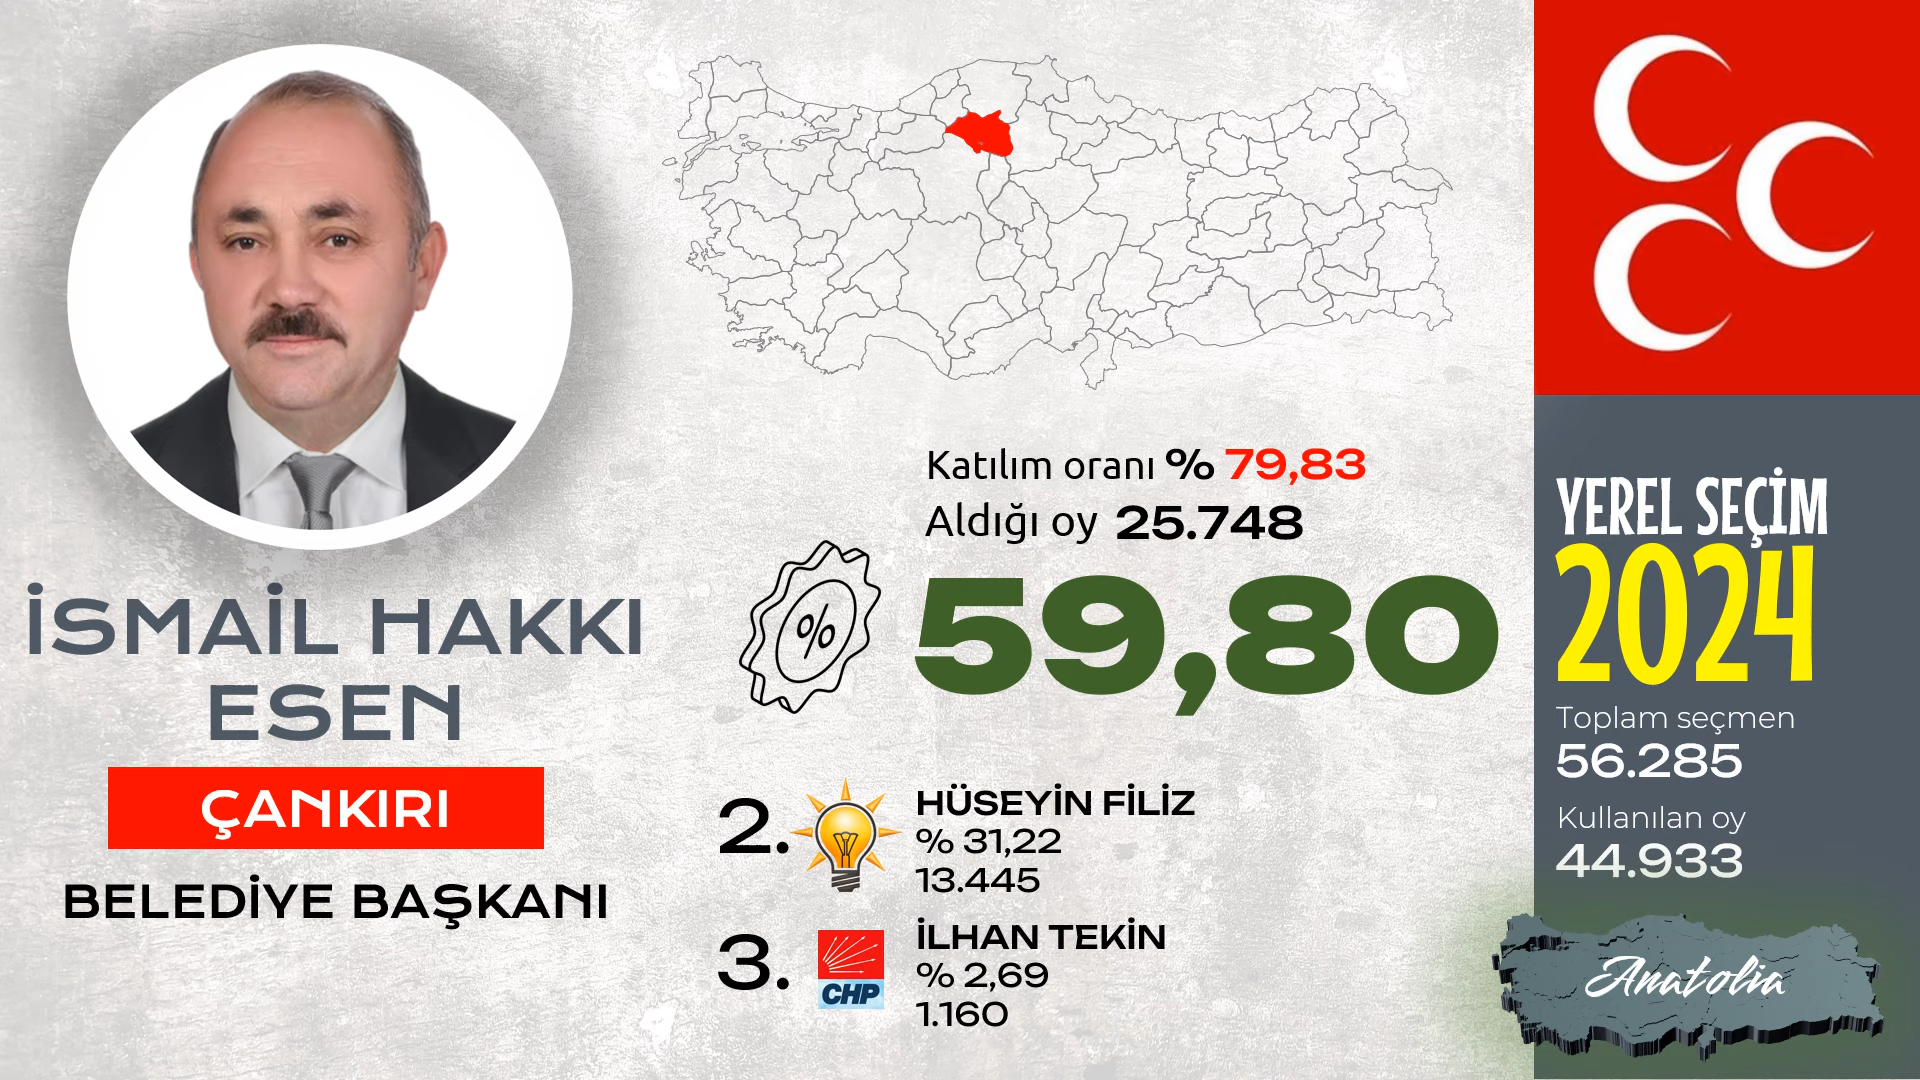 İSMAİL HAKKI
ESEN
ÇANKIRI
BELEDİYE BAŞKANI
Katılım oranı % 79,83
Aldığı oy 25.748
%
59,80
2.
HÜSEYİN FİLİZ
% 31,22
13.445
3.
CHP
İLHAN TEKİN
% 2,69
1.160
YEREL SEÇİM
2024
Toplam seçmen
56.285
Kullanılan oy
44.933
Anatolia